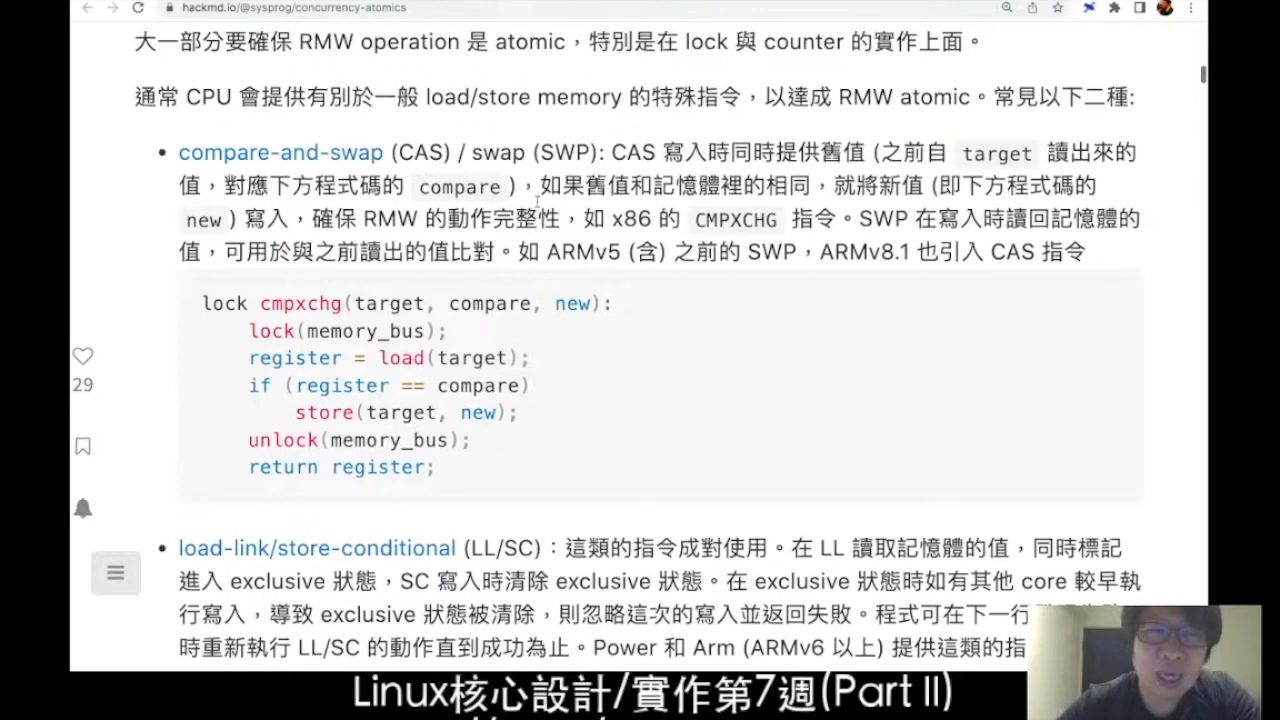 hackmd.io/@sysprog/concurrency-atomics
大一部分要確保 RMW operation 是 atomic，特別是在 lock 與 counter 的實作上面。
通常 CPU 會提供有別於一般 load/store memory 的特殊指令，以達成 RMW atomic。常見以下二種:
• compare-and-swap (CAS) / swap (SWP): CAS 寫入時同時提供舊值 (之前自 target 讀出來的
值，對應下方程式碼的 compare )，如果舊值和記憶體裡的相同，就將新值 (即下方程式碼的
new ) 寫入，確保 RMW 的動作完整性，如 x86 的 CMPXCHG 指令。SWP 在寫入時讀回記憶體的
值，可用於與之前讀出的值比對。如 ARMv5 (含) 之前的 SWP，ARMv8.1 也引入 CAS 指令
lock cmpxchg(target, compare, new):
lock(memory_bus);
register = load(target);
if (register == compare)
store(target, new);
unlock(memory_bus);
return register;
29
• load-link/store-conditional (LL/SC)：這類的指令成對使用。在 LL 讀取記憶體的值，同時標記
進入 exclusive 狀態，SC 寫入時清除 exclusive 狀態。在 exclusive 狀態時如有其他 core 較早執
行寫入，導致 exclusive 狀態被清除，則忽略這次的寫入並返回失敗。程式可在下一行
時重新執行 LL/SC 的動作直到成功為止。Power 和 Arm (ARMv6 以上) 提供這類的指
Linux核心設計/實作第7週(Part II)